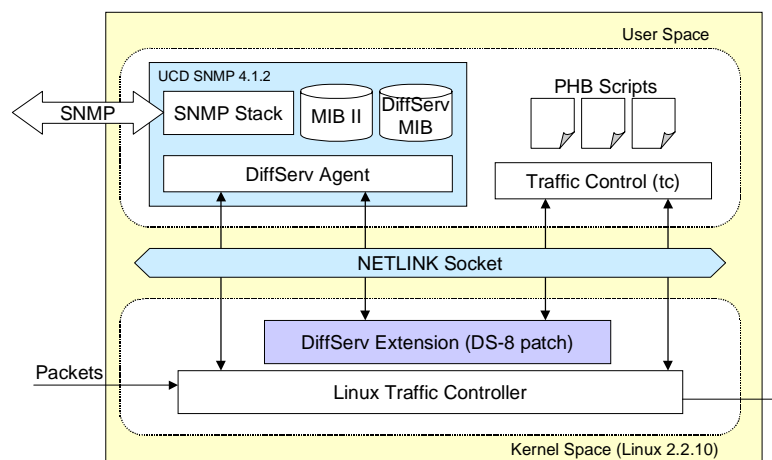 User Space
UCD SNMP 4.1.2
PHB Scripts
SNMP
SNMP Stack
MIB II
DiffServ
MIB
DiffServ Agent
Traffic Control (tc)
NETLINK Socket
DiffServ Extension (DS-8 patch)
Packets
Linux Traffic Controller
Kernel Space (Linux 2.2.10)